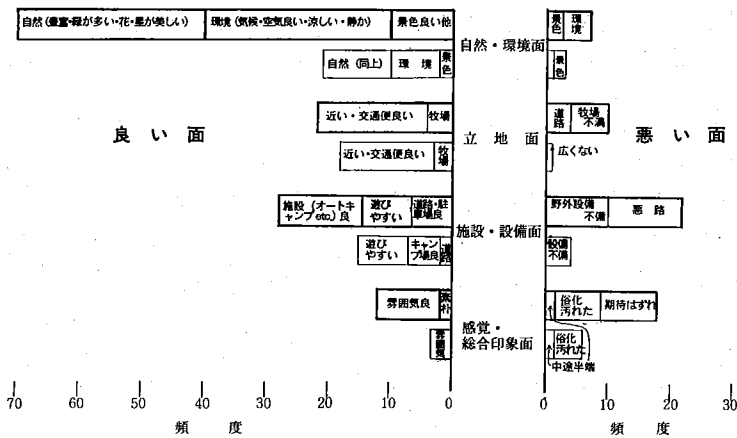 自然(豊富・緑が多い・花・星が美しい)
環境(気候・空気良い・涼しい・静か)
景色良い他
自然・環境面
景色
環境
自然(同上)
環境
景色
景色
近い・交通便良い
牧場
道路
牧場不満
良い面
立地面
悪い面
近い・交通便良い
牧場
広くない
施設(オートキャンプetc.)良
遊びやすい
道路・駐車場良
野外設備不備
悪路
施設・設備面
遊びやすい
キャンプ場良
道路
設備不備
雰囲気良
素朴
俗化汚れた
期待はずれ
感覚・
総合印象面
雰囲気
俗化汚れた
中途半端
70 60 50 40 30 20 10 0
0 10 20 30
頻度
頻度